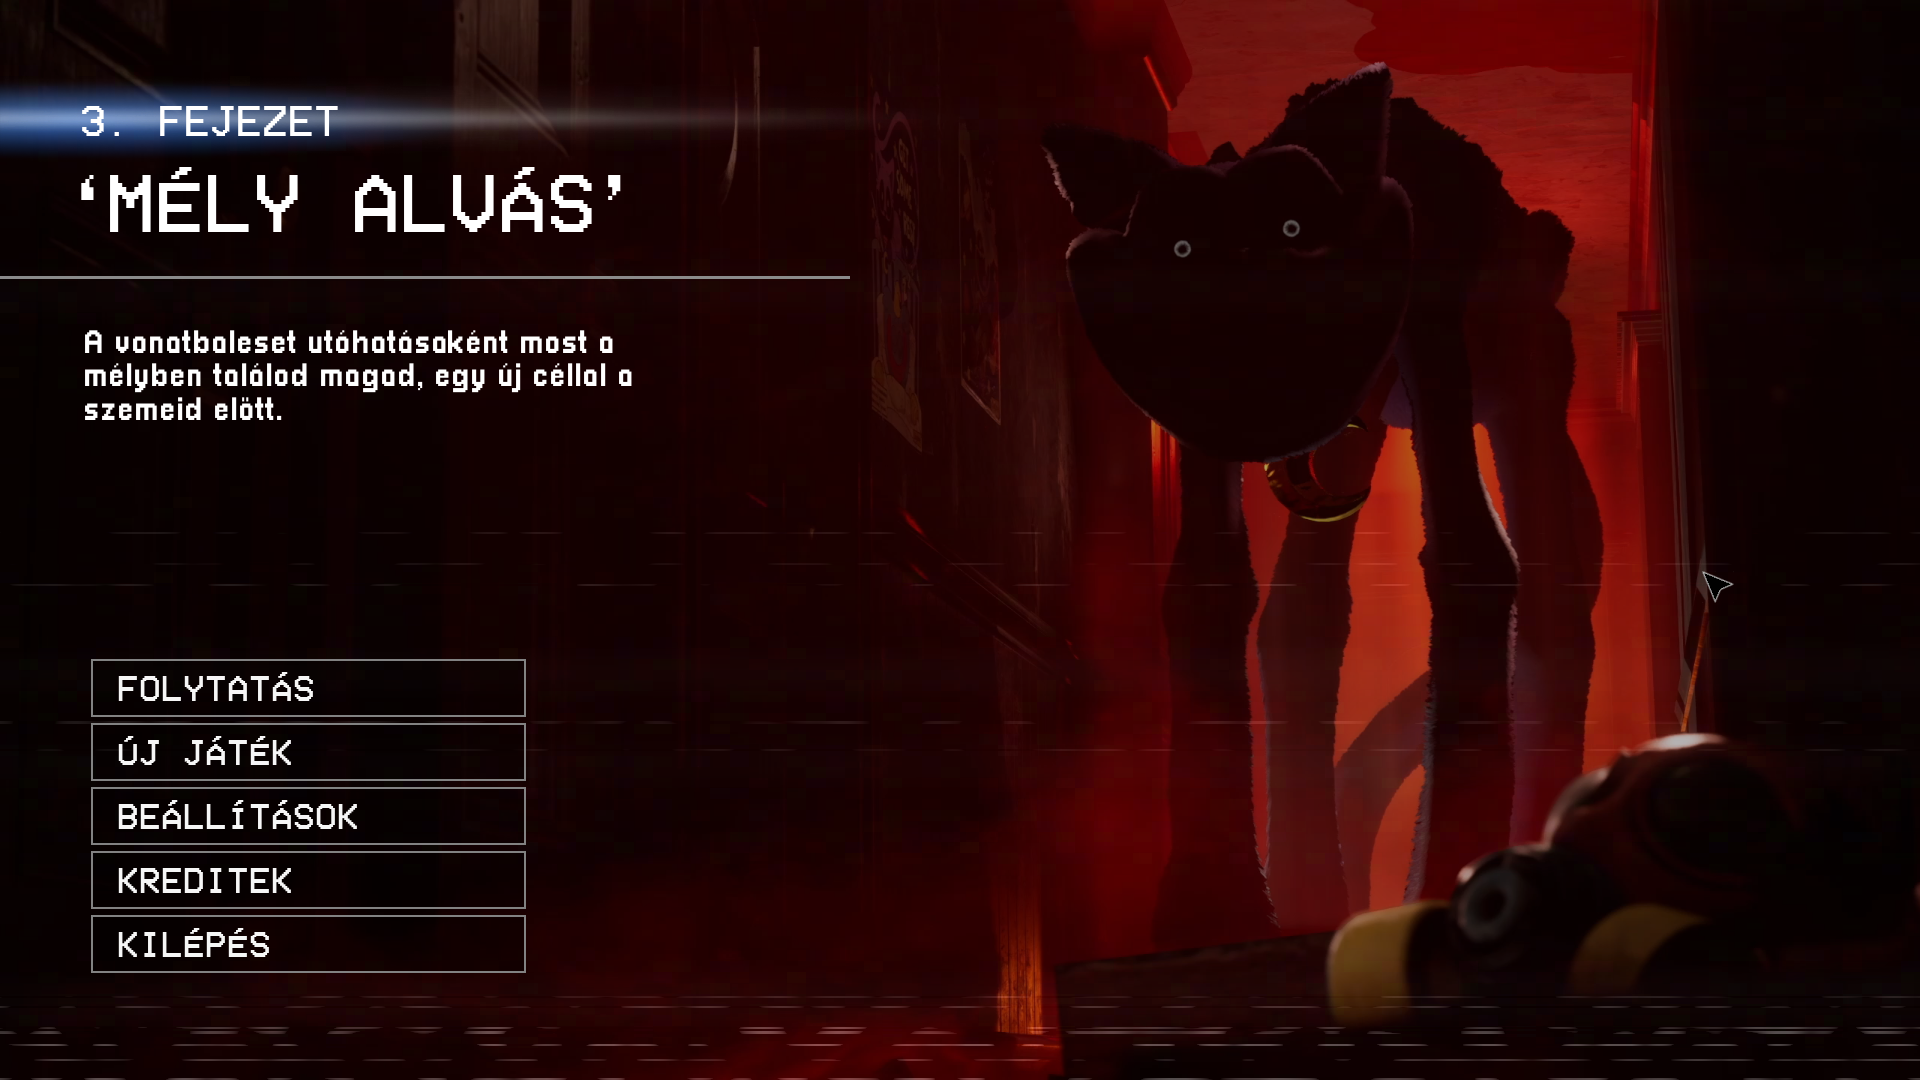 3. FEJEZET
‘MÉLY ALVÁS’
A vonatbaleset utóhatásaként most a
mélyben találod magad, egy új céllal a
szemeid előtt.
FOLYTATÁS
ÚJ JÁTÉK
BEÁLLÍTÁSOK
KREDITEK
KILÉPÉS